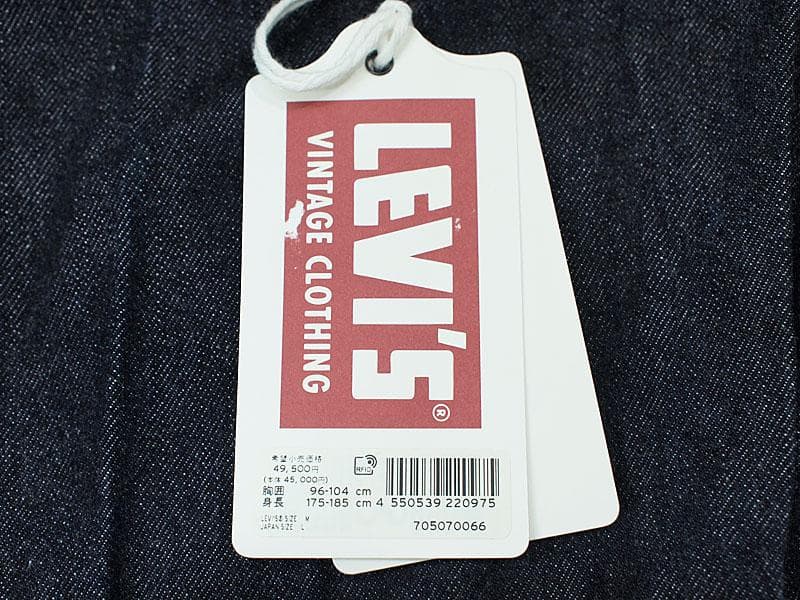 LEVI'S®
VINTAGE CLOTHING
希望小売価格
49,500円
(本体 45,000円)
RFID
胸囲 96-104 cm
身長 175-185 cm
4 550539 220975
LEVI'S® SIZE M
JAPAN SIZE L
705070066